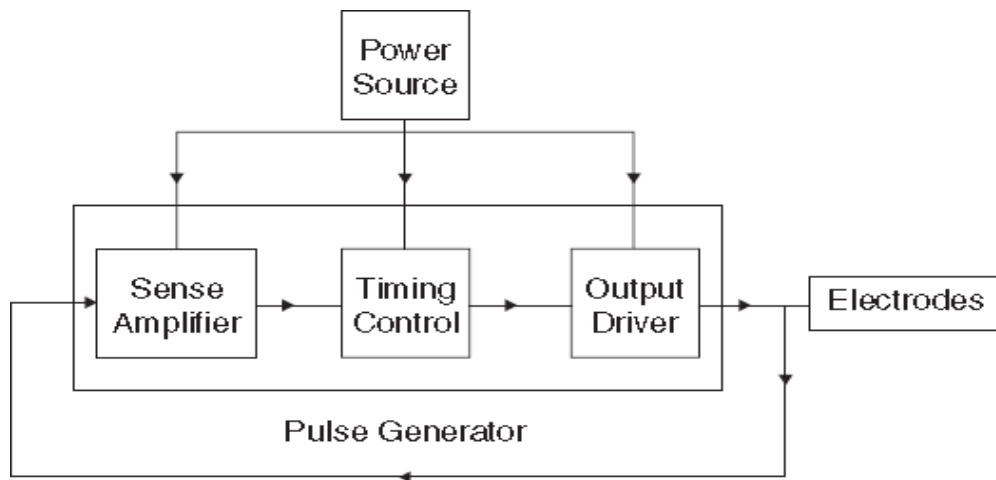 Power
Source
Sense
Amplifier
Timing
Control
Output
Driver
Electrodes
Pulse Generator